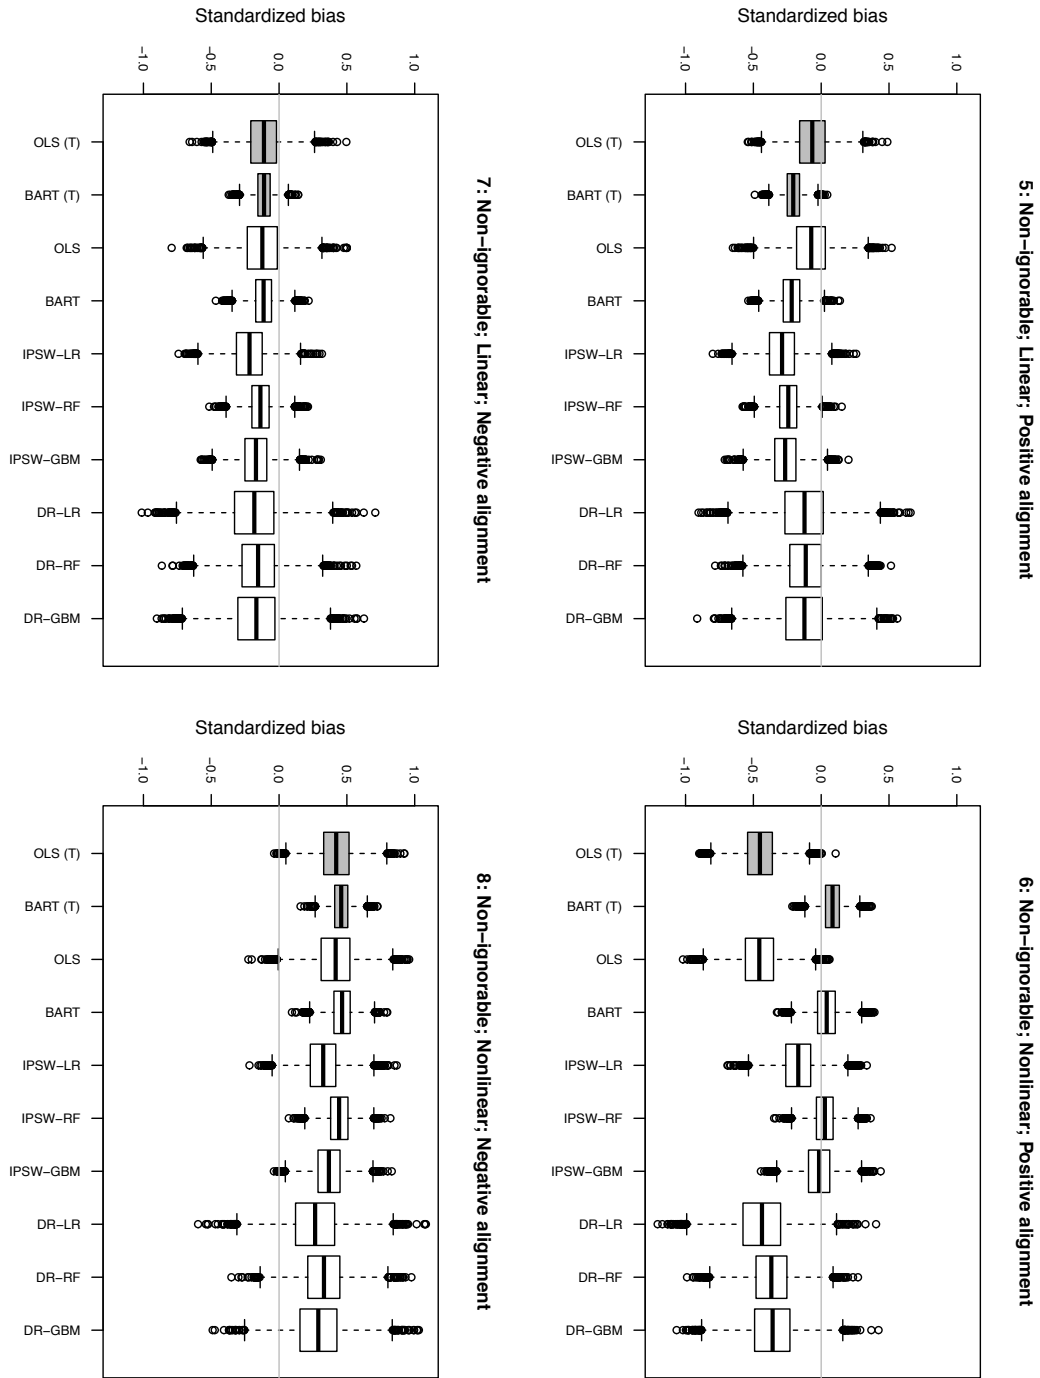 Standardized bias
−1.0
−0.5
0.0
0.5
1.0
OLS (T)
BART (T)
OLS
BART
IPSW−LR
IPSW−RF
IPSW−GBM
DR−LR
DR−RF
DR−GBM
7: Non−ignorable; Linear; Negative alignment
Standardized bias
−1.0
−0.5
0.0
0.5
1.0
OLS (T)
BART (T)
OLS
BART
IPSW−LR
IPSW−RF
IPSW−GBM
DR−LR
DR−RF
DR−GBM
5: Non−ignorable; Linear; Positive alignment
Standardized bias
−1.0
−0.5
0.0
0.5
1.0
OLS (T)
BART (T)
OLS
BART
IPSW−LR
IPSW−RF
IPSW−GBM
DR−LR
DR−RF
DR−GBM
8: Non−ignorable; Nonlinear; Negative alignment
Standardized bias
−1.0
−0.5
0.0
0.5
1.0
OLS (T)
BART (T)
OLS
BART
IPSW−LR
IPSW−RF
IPSW−GBM
DR−LR
DR−RF
DR−GBM
6: Non−ignorable; Nonlinear; Positive alignment